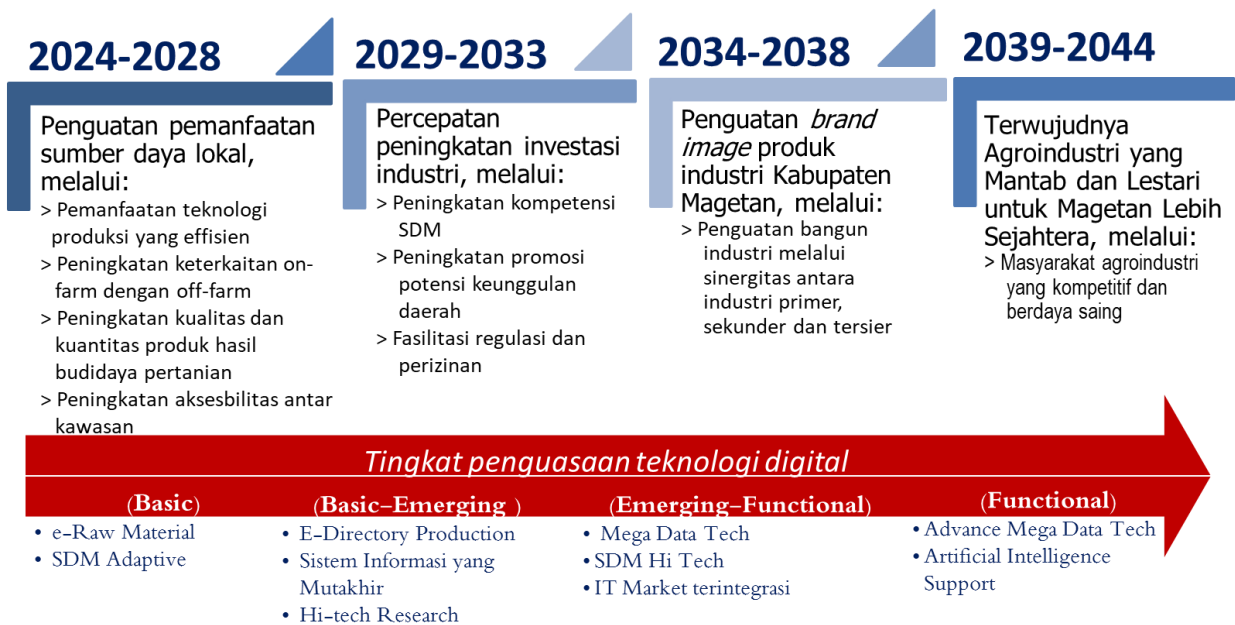 2024-2028
Penguatan pemanfaatan
sumber daya lokal,
melalui:
> Pemanfaatan teknologi
produksi yang effisien
> Peningkatan keterkaitan on-
farm dengan off-farm
> Peningkatan kualitas dan
kuantitas produk hasil
budidaya pertanian
> Peningkatan aksesbilitas antar
kawasan
2029-2033
Percepatan
peningkatan investasi
industri, melalui:
> Peningkatan kompetensi
SDM
> Peningkatan promosi
potensi keunggulan
daerah
> Fasilitasi regulasi dan
perizinan
2034-2038
Penguatan brand
image produk
industri Kabupaten
Magetan, melalui:
> Penguatan bangun
industri melalui
sinergitas antara
industri primer,
sekunder dan tersier
2039-2044
Terwujudnya
Agroindustri yang
Mantab dan Lestari
untuk Magetan Lebih
Sejahtera, melalui:
> Masyarakat agroindustri
yang kompetitif dan
berdaya saing
Tingkat penguasaan teknologi digital
(Basic)
• e-Raw Material
• SDM Adaptive
(Basic–Emerging )
• E-Directory Production
• Sistem Informasi yang
Mutakhir
• Hi-tech Research
(Emerging–Functional)
• Mega Data Tech
• SDM Hi Tech
• IT Market terintegrasi
(Functional)
• Advance Mega Data Tech
• Artificial Intelligence
Support